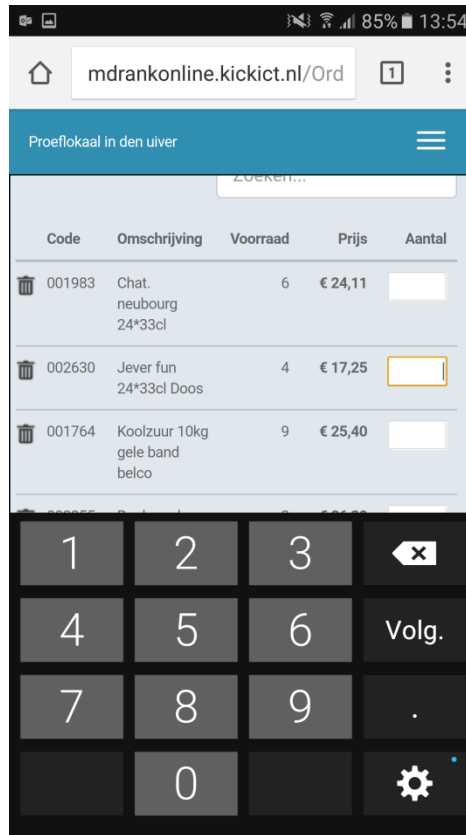 85% 13:54
mdrankonline.kickict.nl/Ord 1
Proeflokaal in den uiver
Zoeken...
Code Omschrijving Voorraad Prijs Aantal
001983 Chat. 6 € 24,11
neubourg
24*33cl
002630 Jever fun 4 € 17,25
24*33cl Doos
001764 Koolzuur 10kg 9 € 25,40
gele band
belco
1 2 3
4 5 6 Volg.
7 8 9 .
0